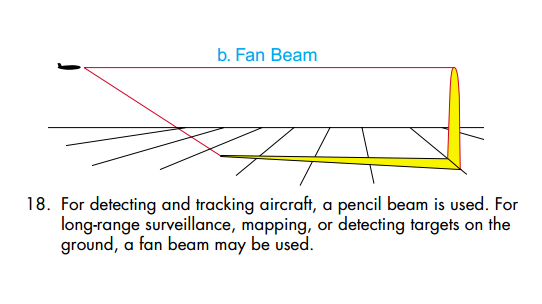 b. Fan Beam
18. For detecting and tracking aircraft, a pencil beam is used. For
long-range surveillance, mapping, or detecting targets on the
ground, a fan beam may be used.